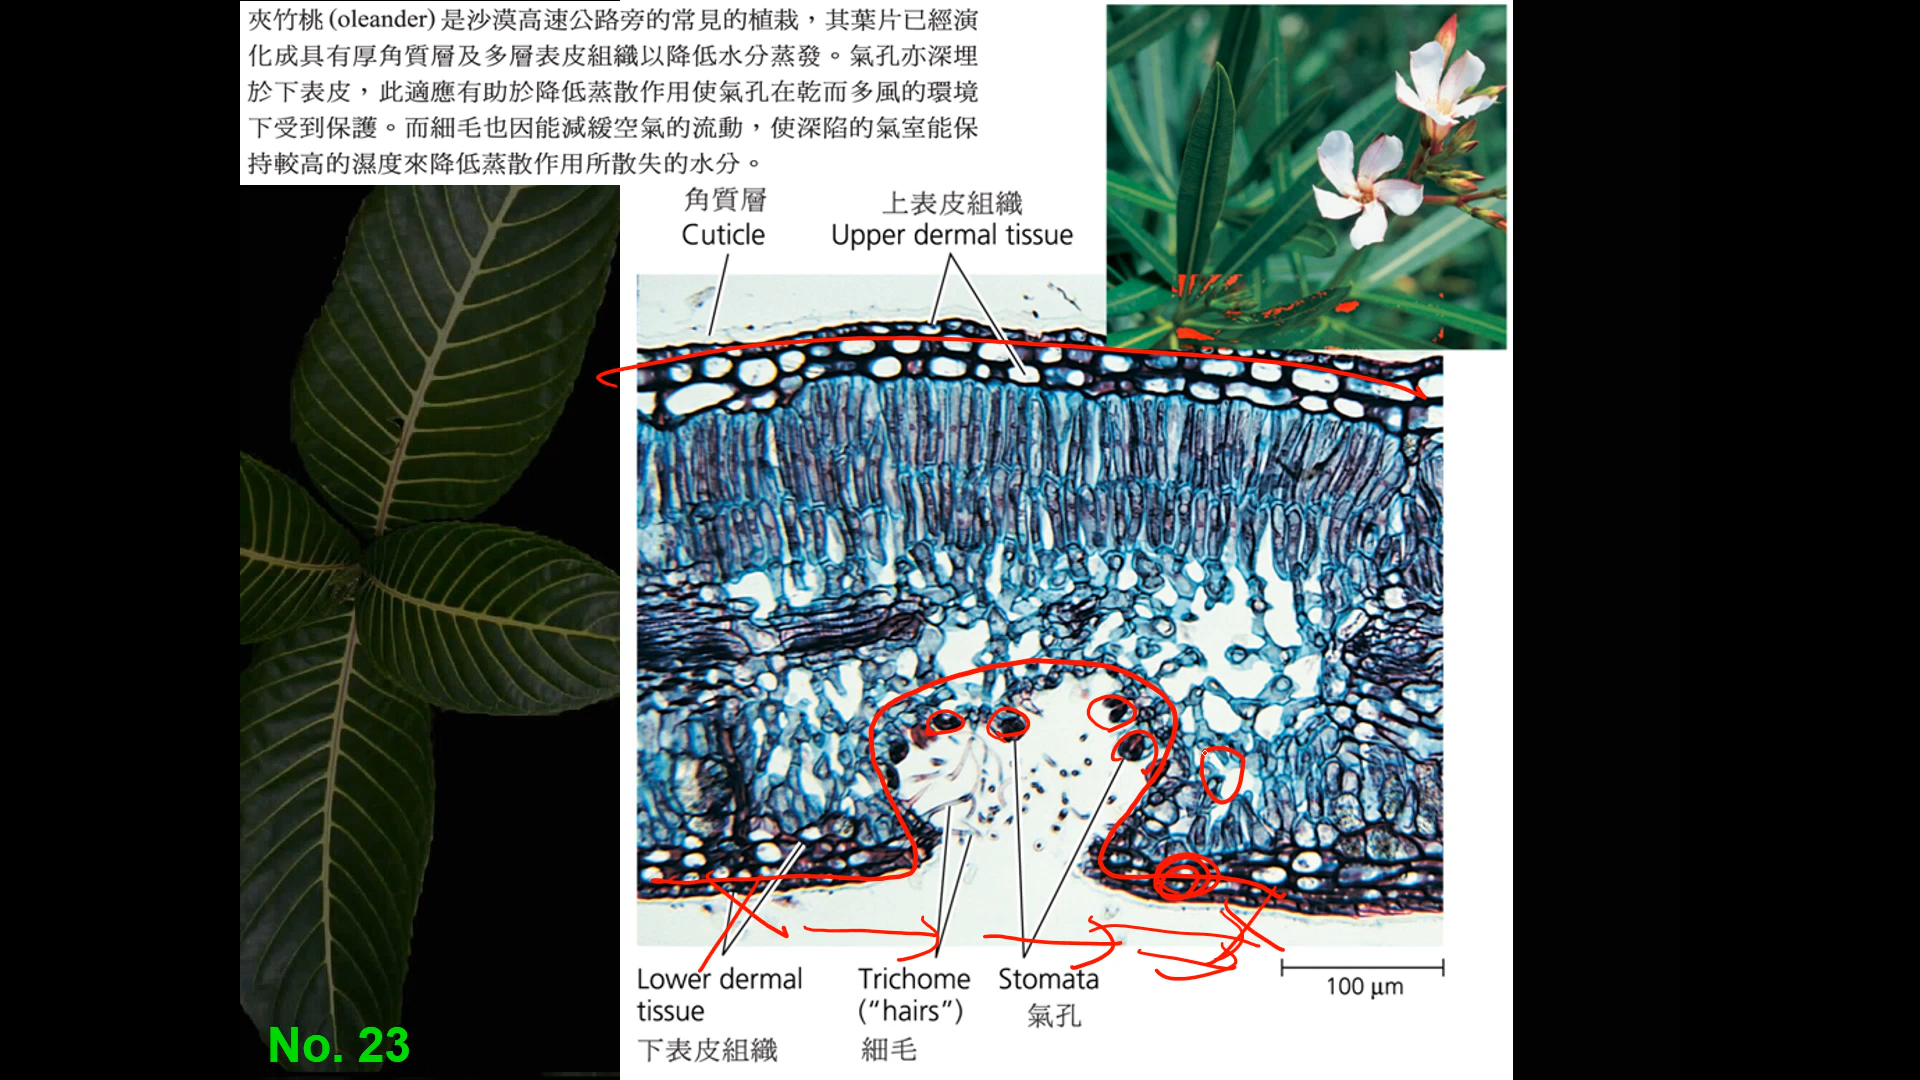 夾竹桃 (oleander) 是沙漠高速公路旁的常見的植栽，其葉片已經演
化成具有厚角質層及多層表皮組織以降低水分蒸發。氣孔亦深埋
於下表皮，此適應有助於降低蒸散作用使氣孔在乾而多風的環境
下受到保護。而細毛也因能減緩空氣的流動，使深陷的氣室能保
持較高的濕度來降低蒸散作用所散失的水分。
角質層
Cuticle
上表皮組織
Upper dermal tissue
Lower dermal
tissue
下表皮組織
Trichome
("hairs")
細毛
Stomata
氣孔
100 μm
No. 23